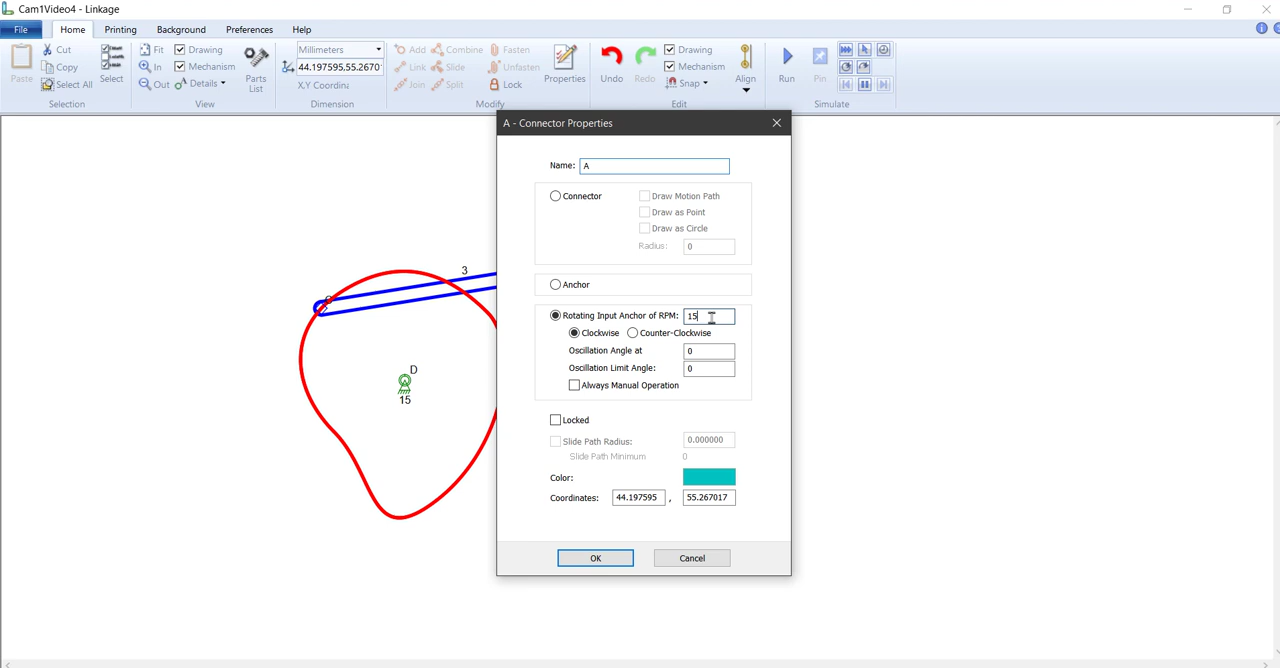 Cam1Video4 - Linkage
File Home Printing Background Preferences Help
Paste
Cut
Copy
Select All
Select
Selection
Fit
In
Out
Drawing
Mechanism
Details
Parts
List
View
Millimeters
44.197595,55.2670
X,Y Coordina
Dimension
Add Combine Fasten
Link Slide Unfasten
Join Split Lock
Properties
Modify
Undo
Redo
Drawing
Mechanism
Snap
Align
Edit
Run
Pin
Simulate
A - Connector Properties
Name: A
Connector
Draw Motion Path
Draw as Point
Draw as Circle
Radius: 0
Anchor
Rotating Input Anchor of RPM: 15
Clockwise Counter-Clockwise
Oscillation Angle at 0
Oscillation Limit Angle: 0
Always Manual Operation
Locked
Slide Path Radius: 0.000000
Slide Path Minimum 0
Color:
Coordinates: 44.197595 , 55.267017
OK Cancel
3
D
15